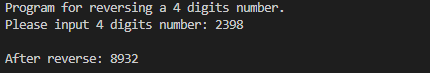 Program for reversing a 4 digits number.
Please input 4 digits number: 2398
After reverse: 8932